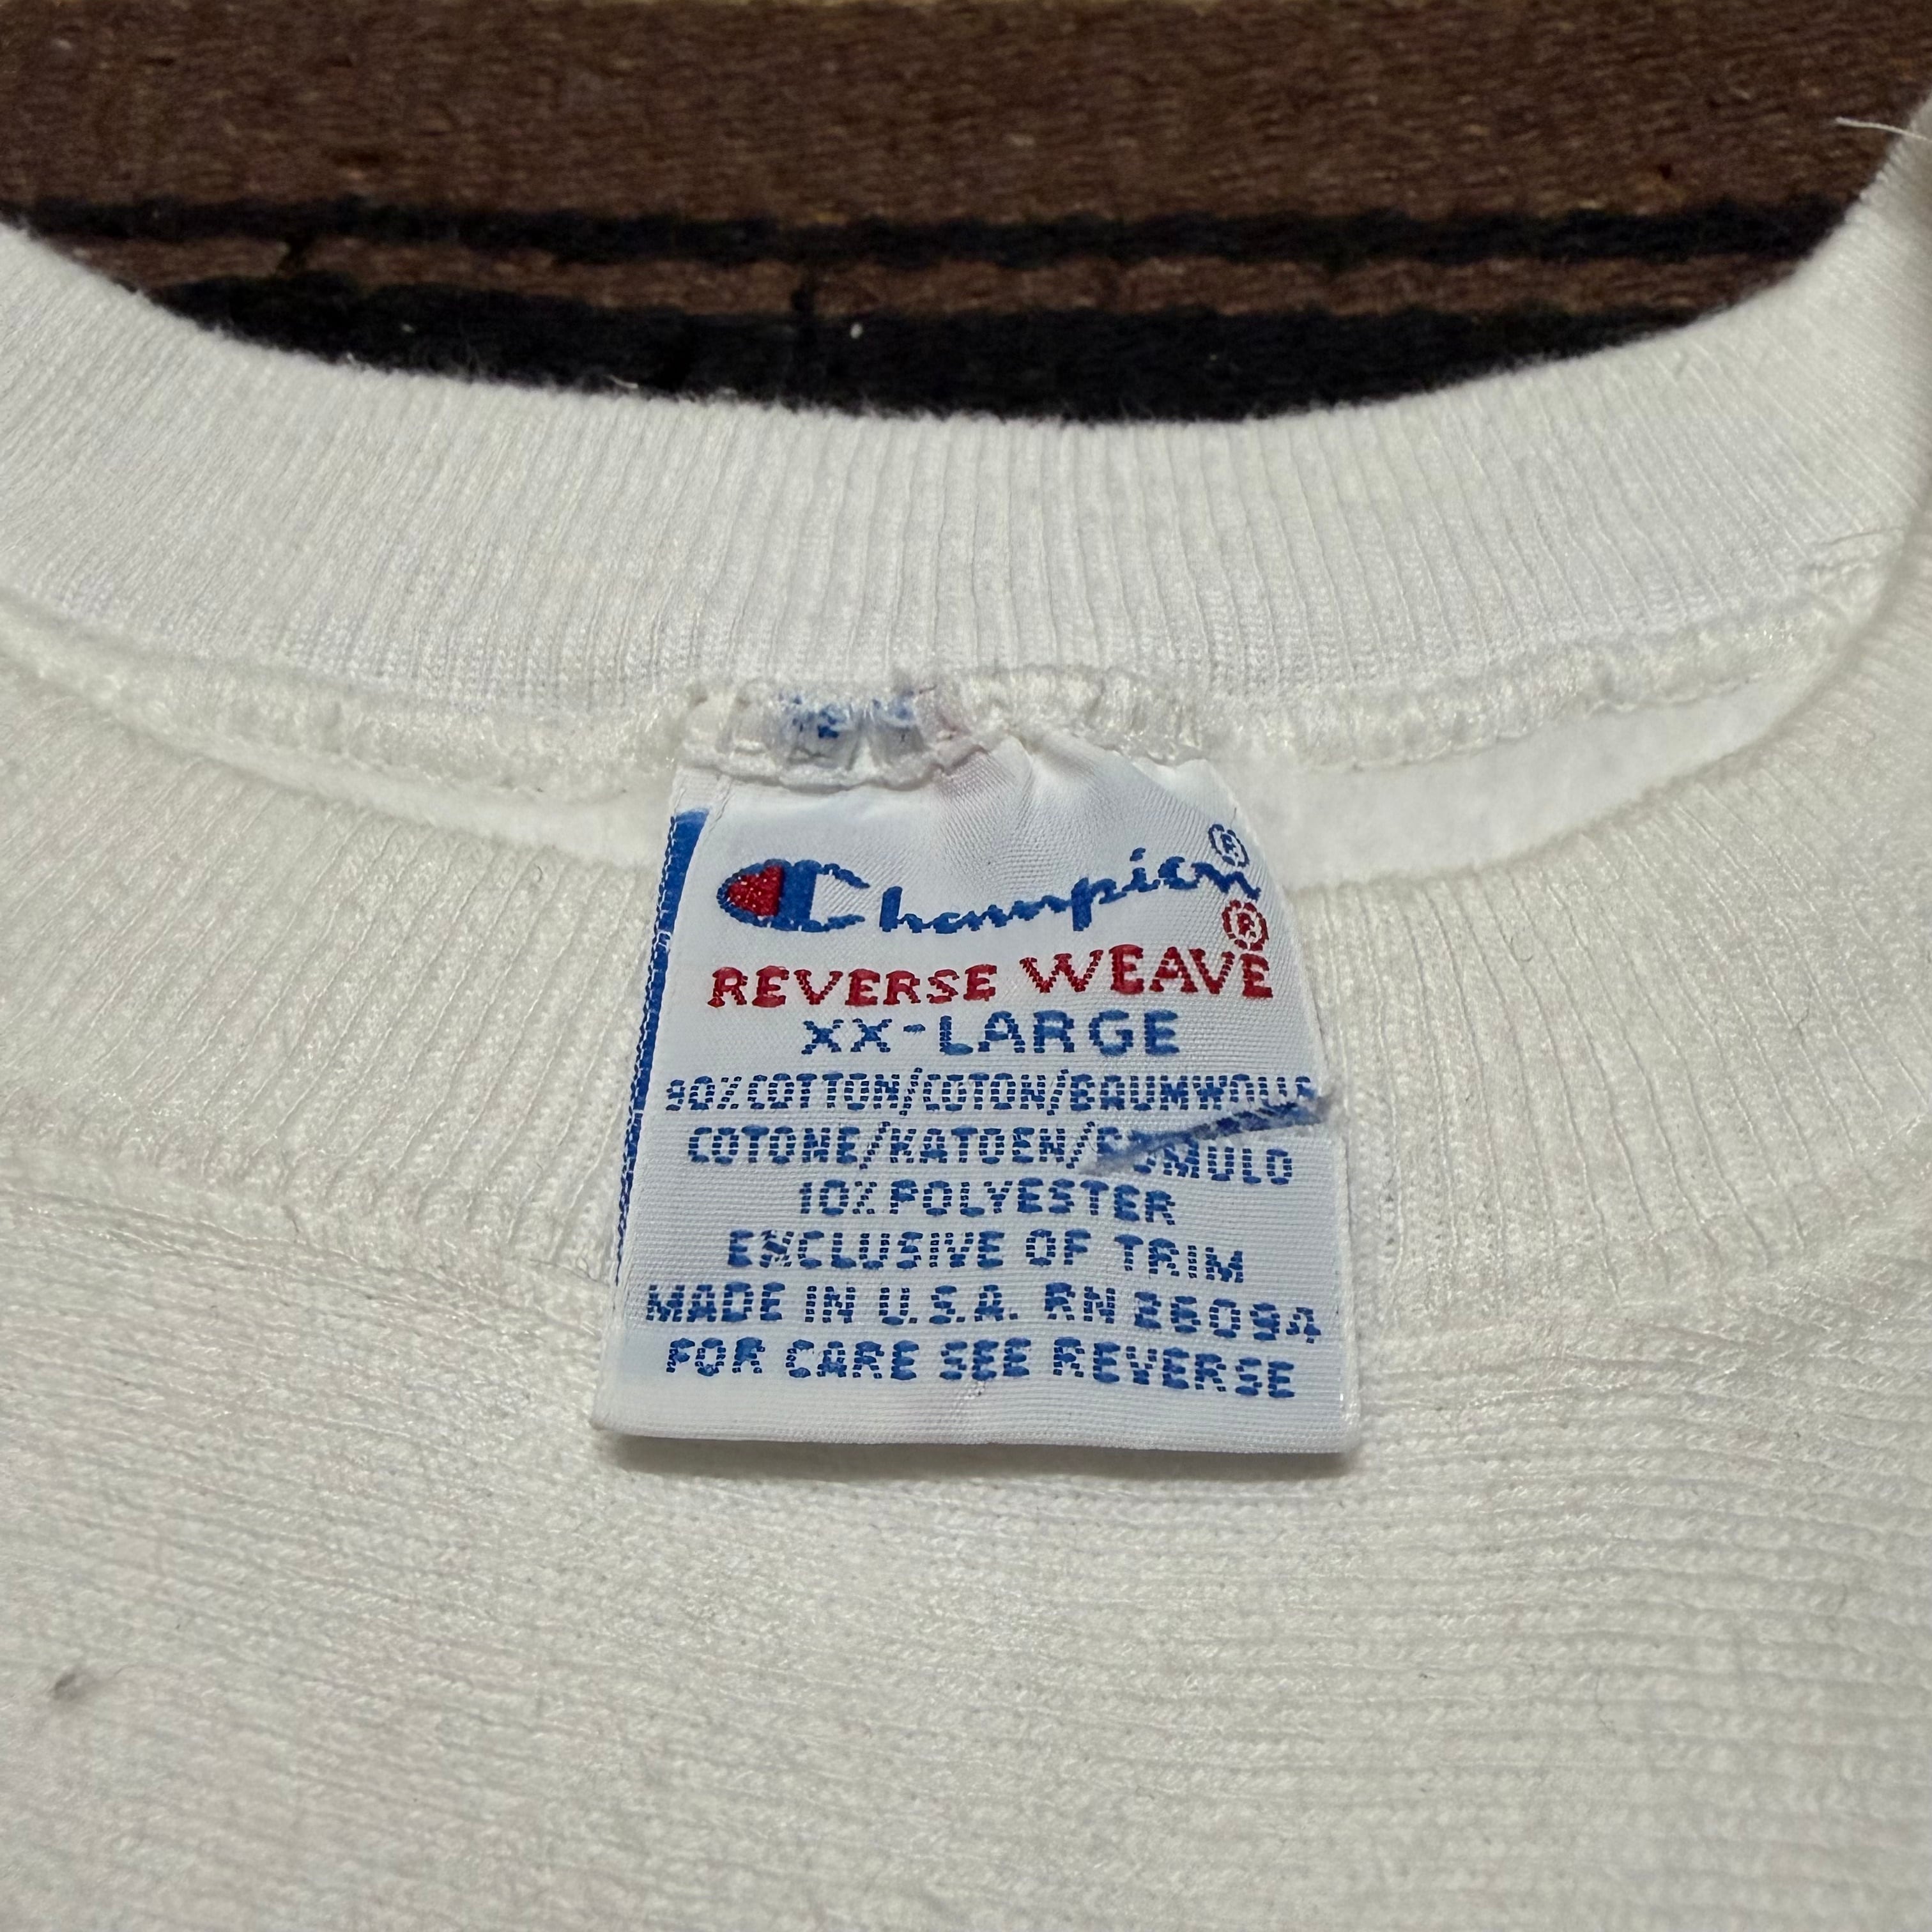 Champion®
REVERSE WEAVE®
XX-LARGE
90% COTTON/COTON/BAUMWOLLE
COTONE/KATOEN/
10% POLYESTER
EXCLUSIVE OF TRIM
MADE IN U.S.A. RN 26094
FOR CARE SEE REVERSE